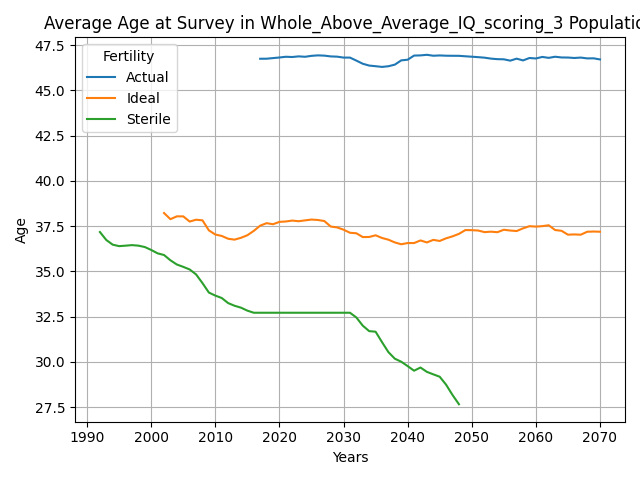 Average Age at Survey in Whole_Above_Average_IQ_scoring_3 Populatio
Fertility
Actual
Ideal
Sterile
47.5
45.0
42.5
40.0
37.5
35.0
32.5
30.0
27.5
Age
1990 2000 2010 2020 2030 2040 2050 2060 2070
Years